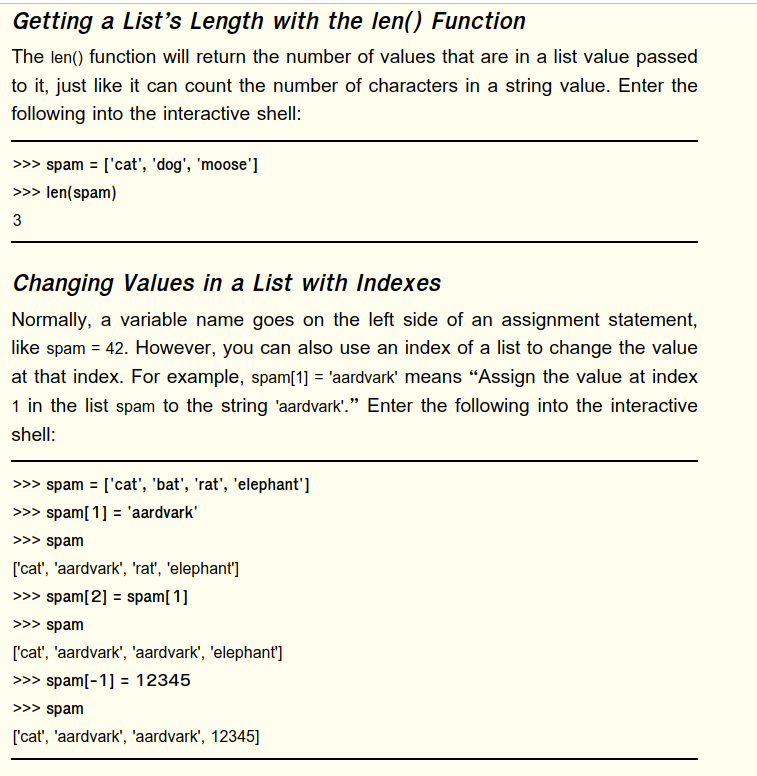 Getting a List’s Length with the len() Function
The len() function will return the number of values that are in a list value passed
to it, just like it can count the number of characters in a string value. Enter the
following into the interactive shell:
>>> spam = ['cat', 'dog', 'moose']
>>> len(spam)
3
Changing Values in a List with Indexes
Normally, a variable name goes on the left side of an assignment statement,
like spam = 42. However, you can also use an index of a list to change the value
at that index. For example, spam[1] = 'aardvark' means “Assign the value at index
1 in the list spam to the string 'aardvark'.” Enter the following into the interactive
shell:
>>> spam = ['cat', 'bat', 'rat', 'elephant']
>>> spam[1] = 'aardvark'
>>> spam
['cat', 'aardvark', 'rat', 'elephant']
>>> spam[2] = spam[1]
>>> spam
['cat', 'aardvark', 'aardvark', 'elephant']
>>> spam[-1] = 12345
>>> spam
['cat', 'aardvark', 'aardvark', 12345]